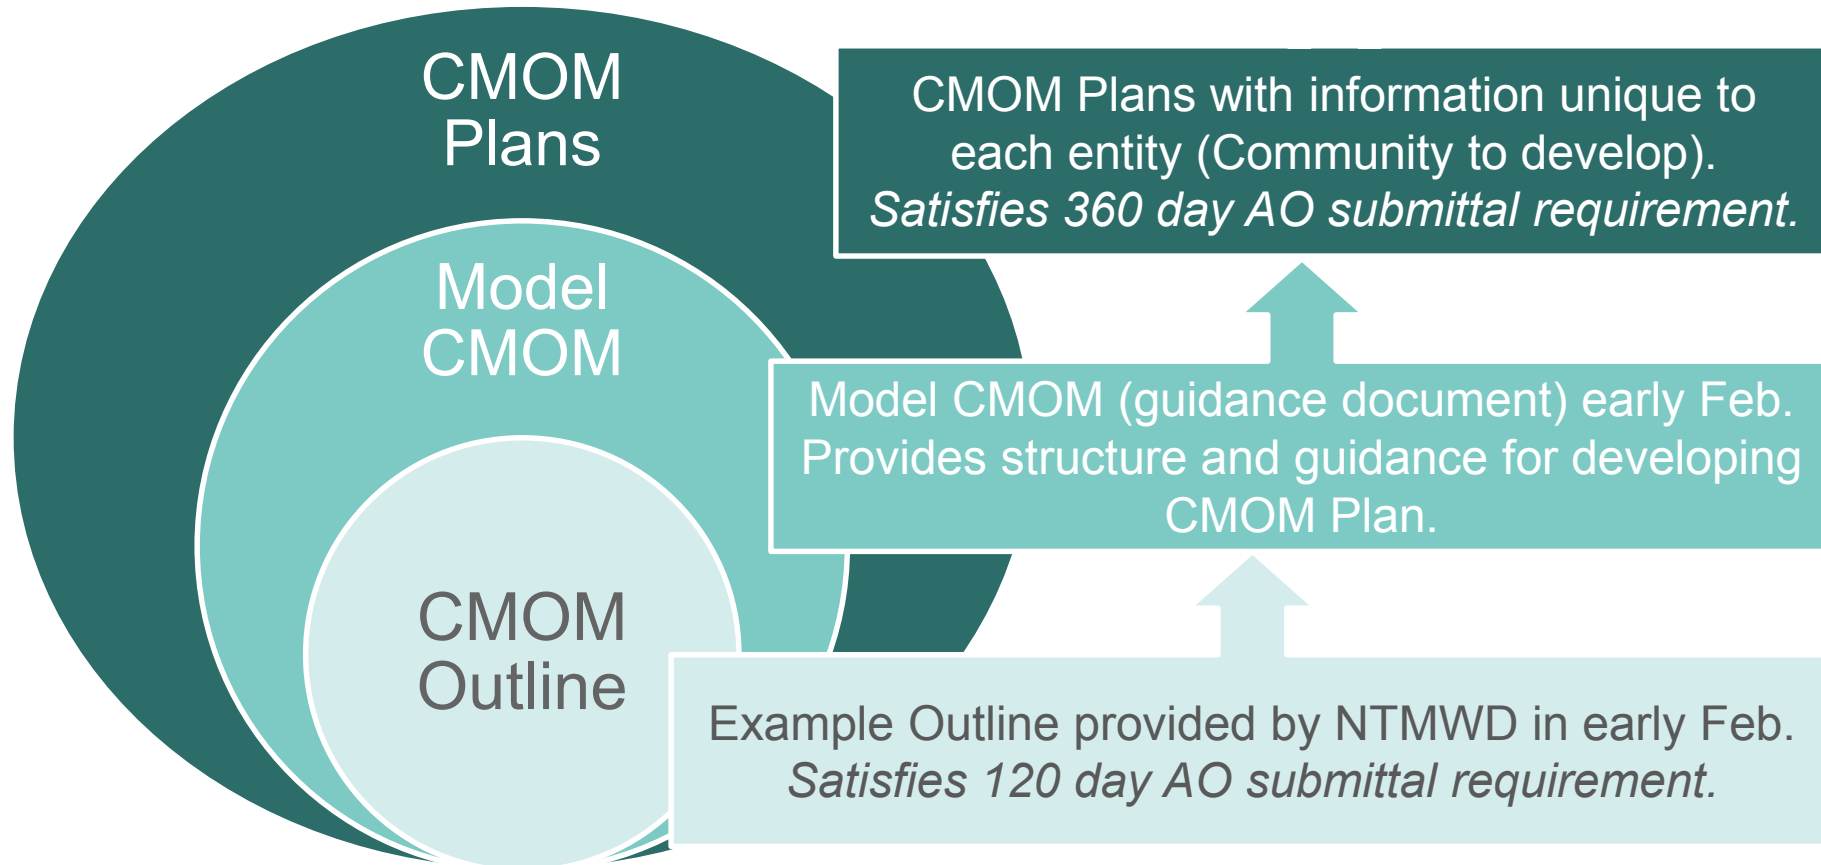 CMOM
Plans
CMOM Plans with information unique to
each entity (Community to develop).
Satisfies 360 day AO submittal requirement.
Model
CMOM
Model CMOM (guidance document) early Feb.
Provides structure and guidance for developing
CMOM Plan.
CMOM
Outline
Example Outline provided by NTMWD in early Feb.
Satisfies 120 day AO submittal requirement.